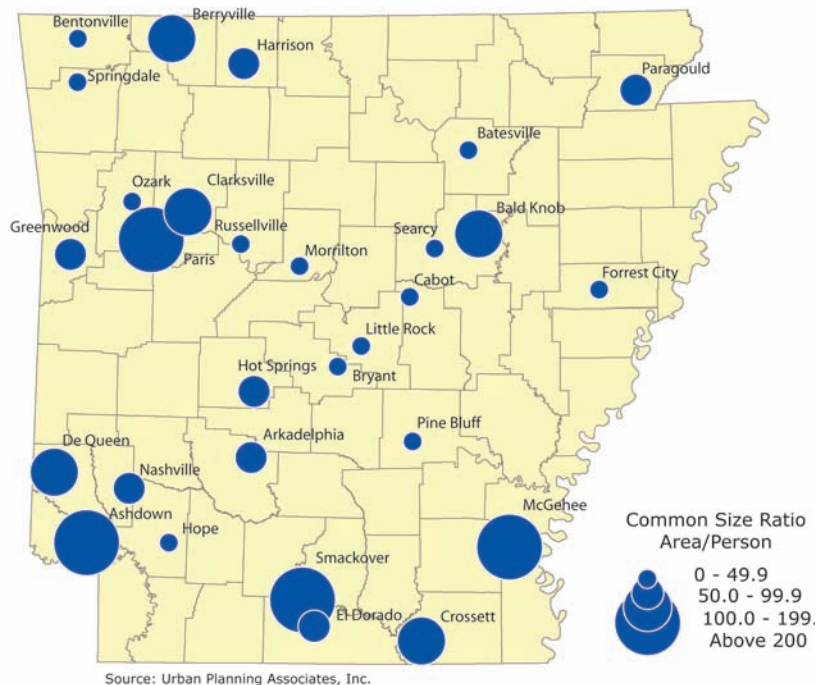 Berryville
Bentonville
Harrison
Springdale
Paragould
Batesville
Ozark
Clarksville
Bald Knob
Greenwood
Russellville
Searcy
Paris
Morrilton
Cabot
Forrest City
Little Rock
Hot Springs
Bryant
Pine Bluff
De Queen
Arkadelphia
Nashville
McGehee
Ashdown
Hope
Smackover
El Dorado
Crossett
Common Size Ratio
Area/Person
0 - 49.9
50.0 - 99.9
100.0 - 199.
Above 200
Source: Urban Planning Associates, Inc.